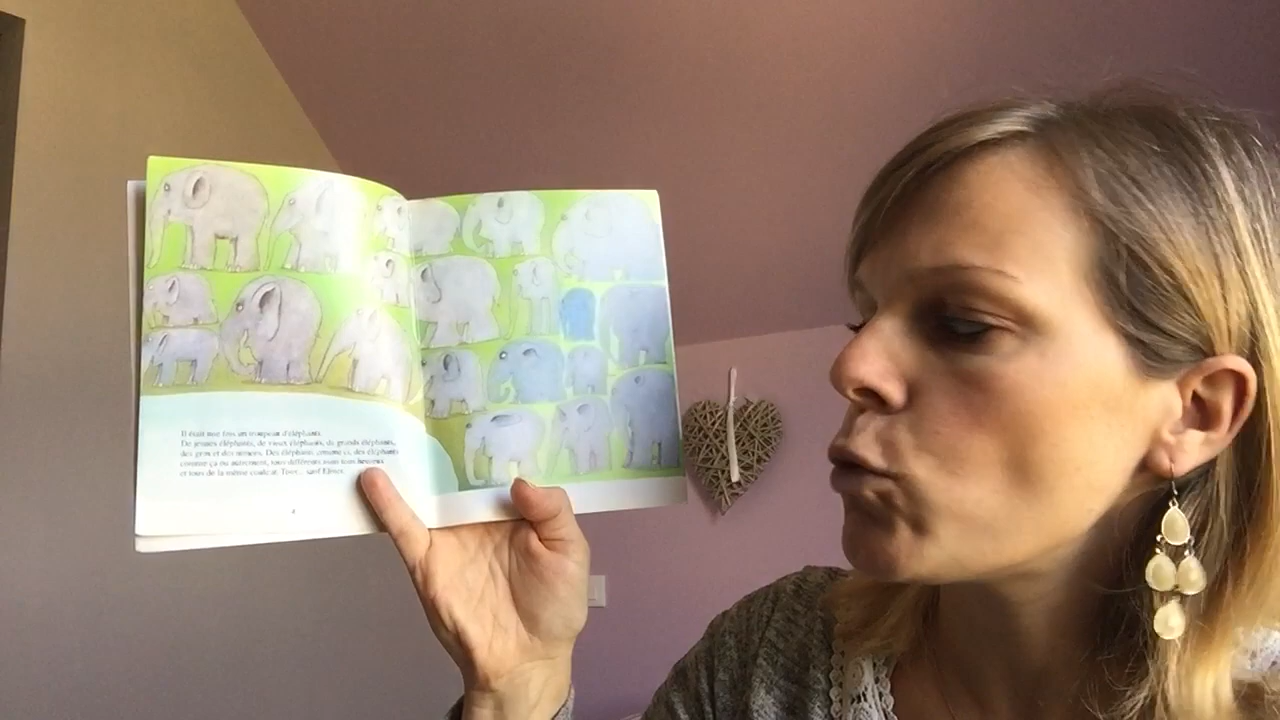 Il était une fois un troupeau d'éléphants.
De jeunes éléphants, de vieux éléphants, de grands éléphants,
des gros et des minces. Des éléphants comme ci, des éléphants
comme ça ou autrement, tous différents mais tous heureux
et tous de la même couleur. Tous... sauf Elmer.